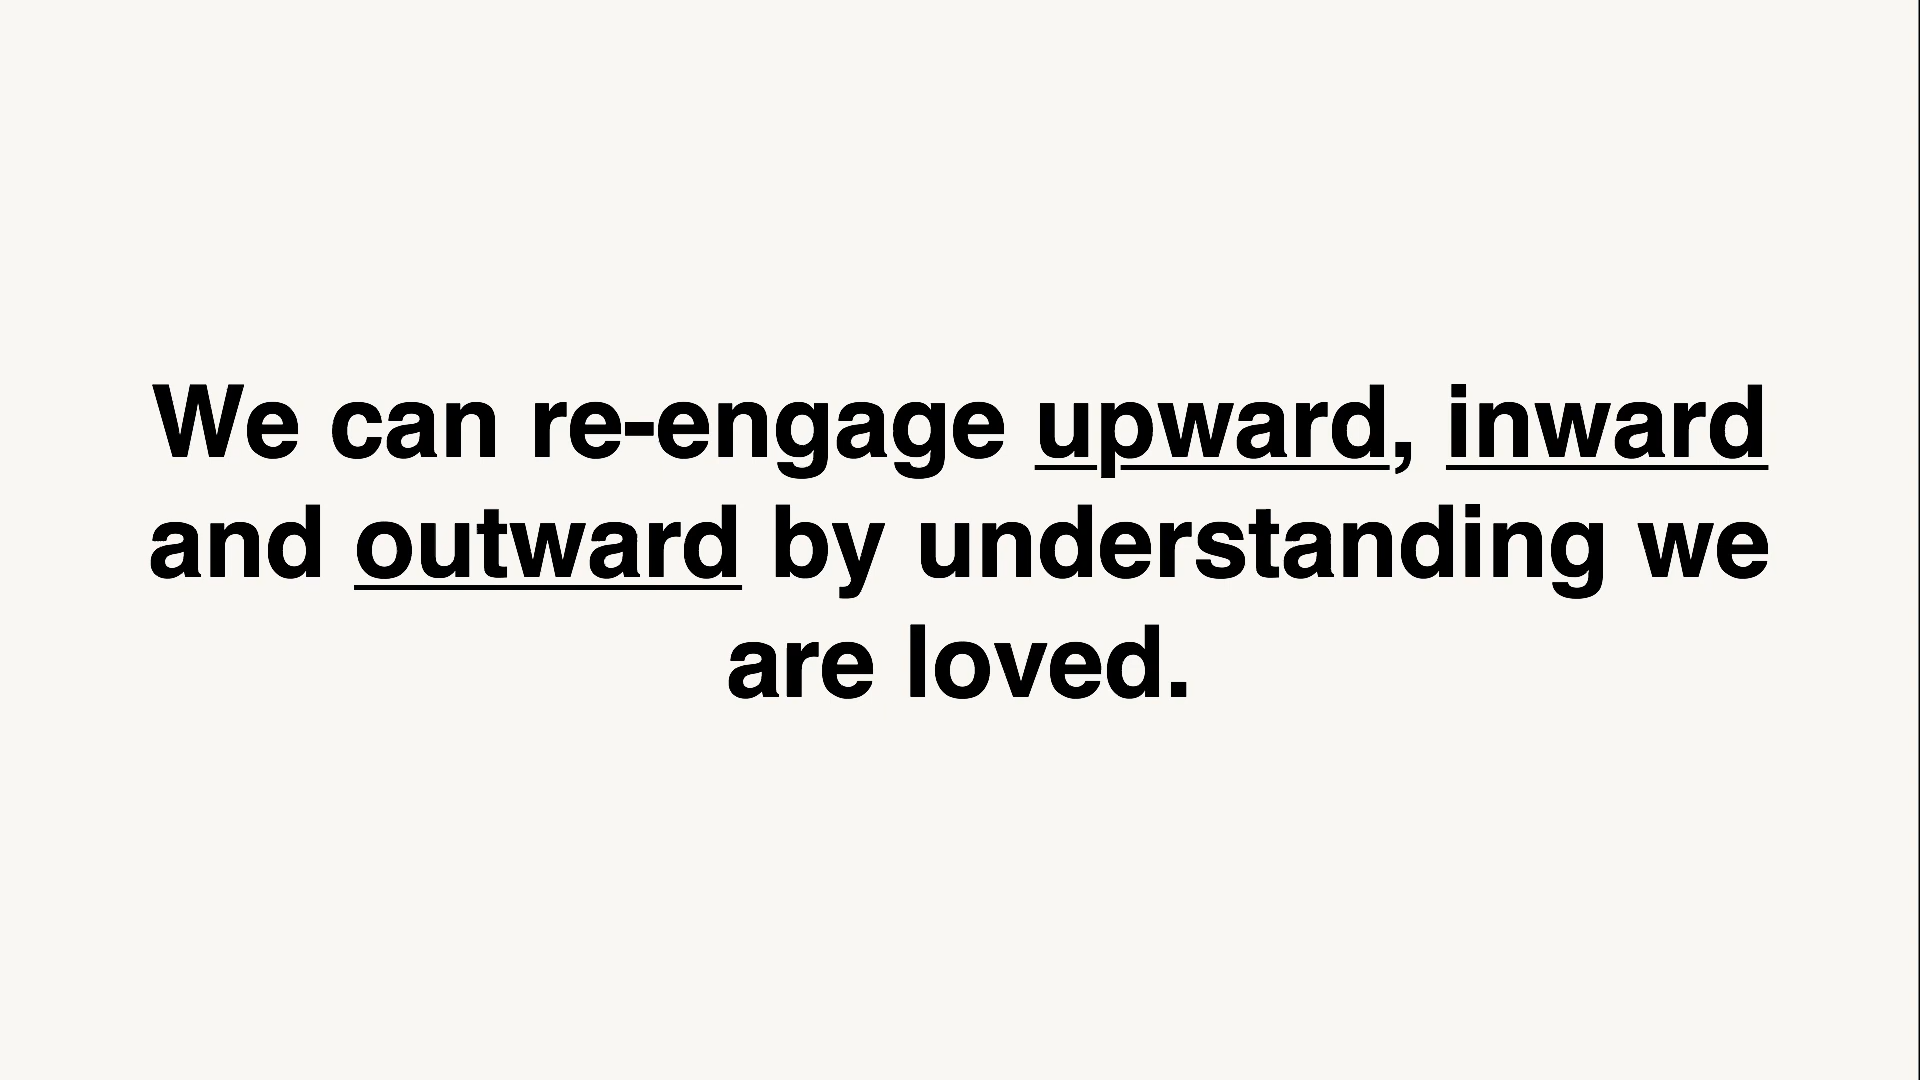 We can re-engage upward, inward
and outward by understanding we
are loved.